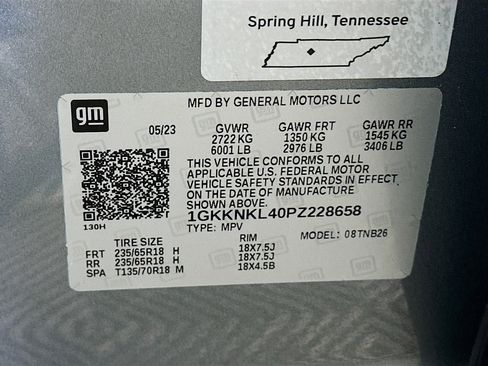 Spring Hill, Tennessee
gm
MFD BY GENERAL MOTORS LLC
05/23 GVWR GAWR FRT GAWR RR
2722 KG 1350 KG 1545 KG
6001 LB 2976 LB 3406 LB
THIS VEHICLE CONFORMS TO ALL
APPLICABLE U.S. FEDERAL MOTOR
VEHICLE SAFETY STANDARDS IN EFFECT
ON THE DATE OF MANUFACTURE
SHOWN ABOVE.
1GKKNKL40PZ228658
130H
TYPE: MPV
MODEL: 08TNB26
TIRE SIZE RIM
FRT 235/65R18 H 18X7.5J
RR 235/65R18 H 18X7.5J
SPA T135/70R18 M 18X4.5B